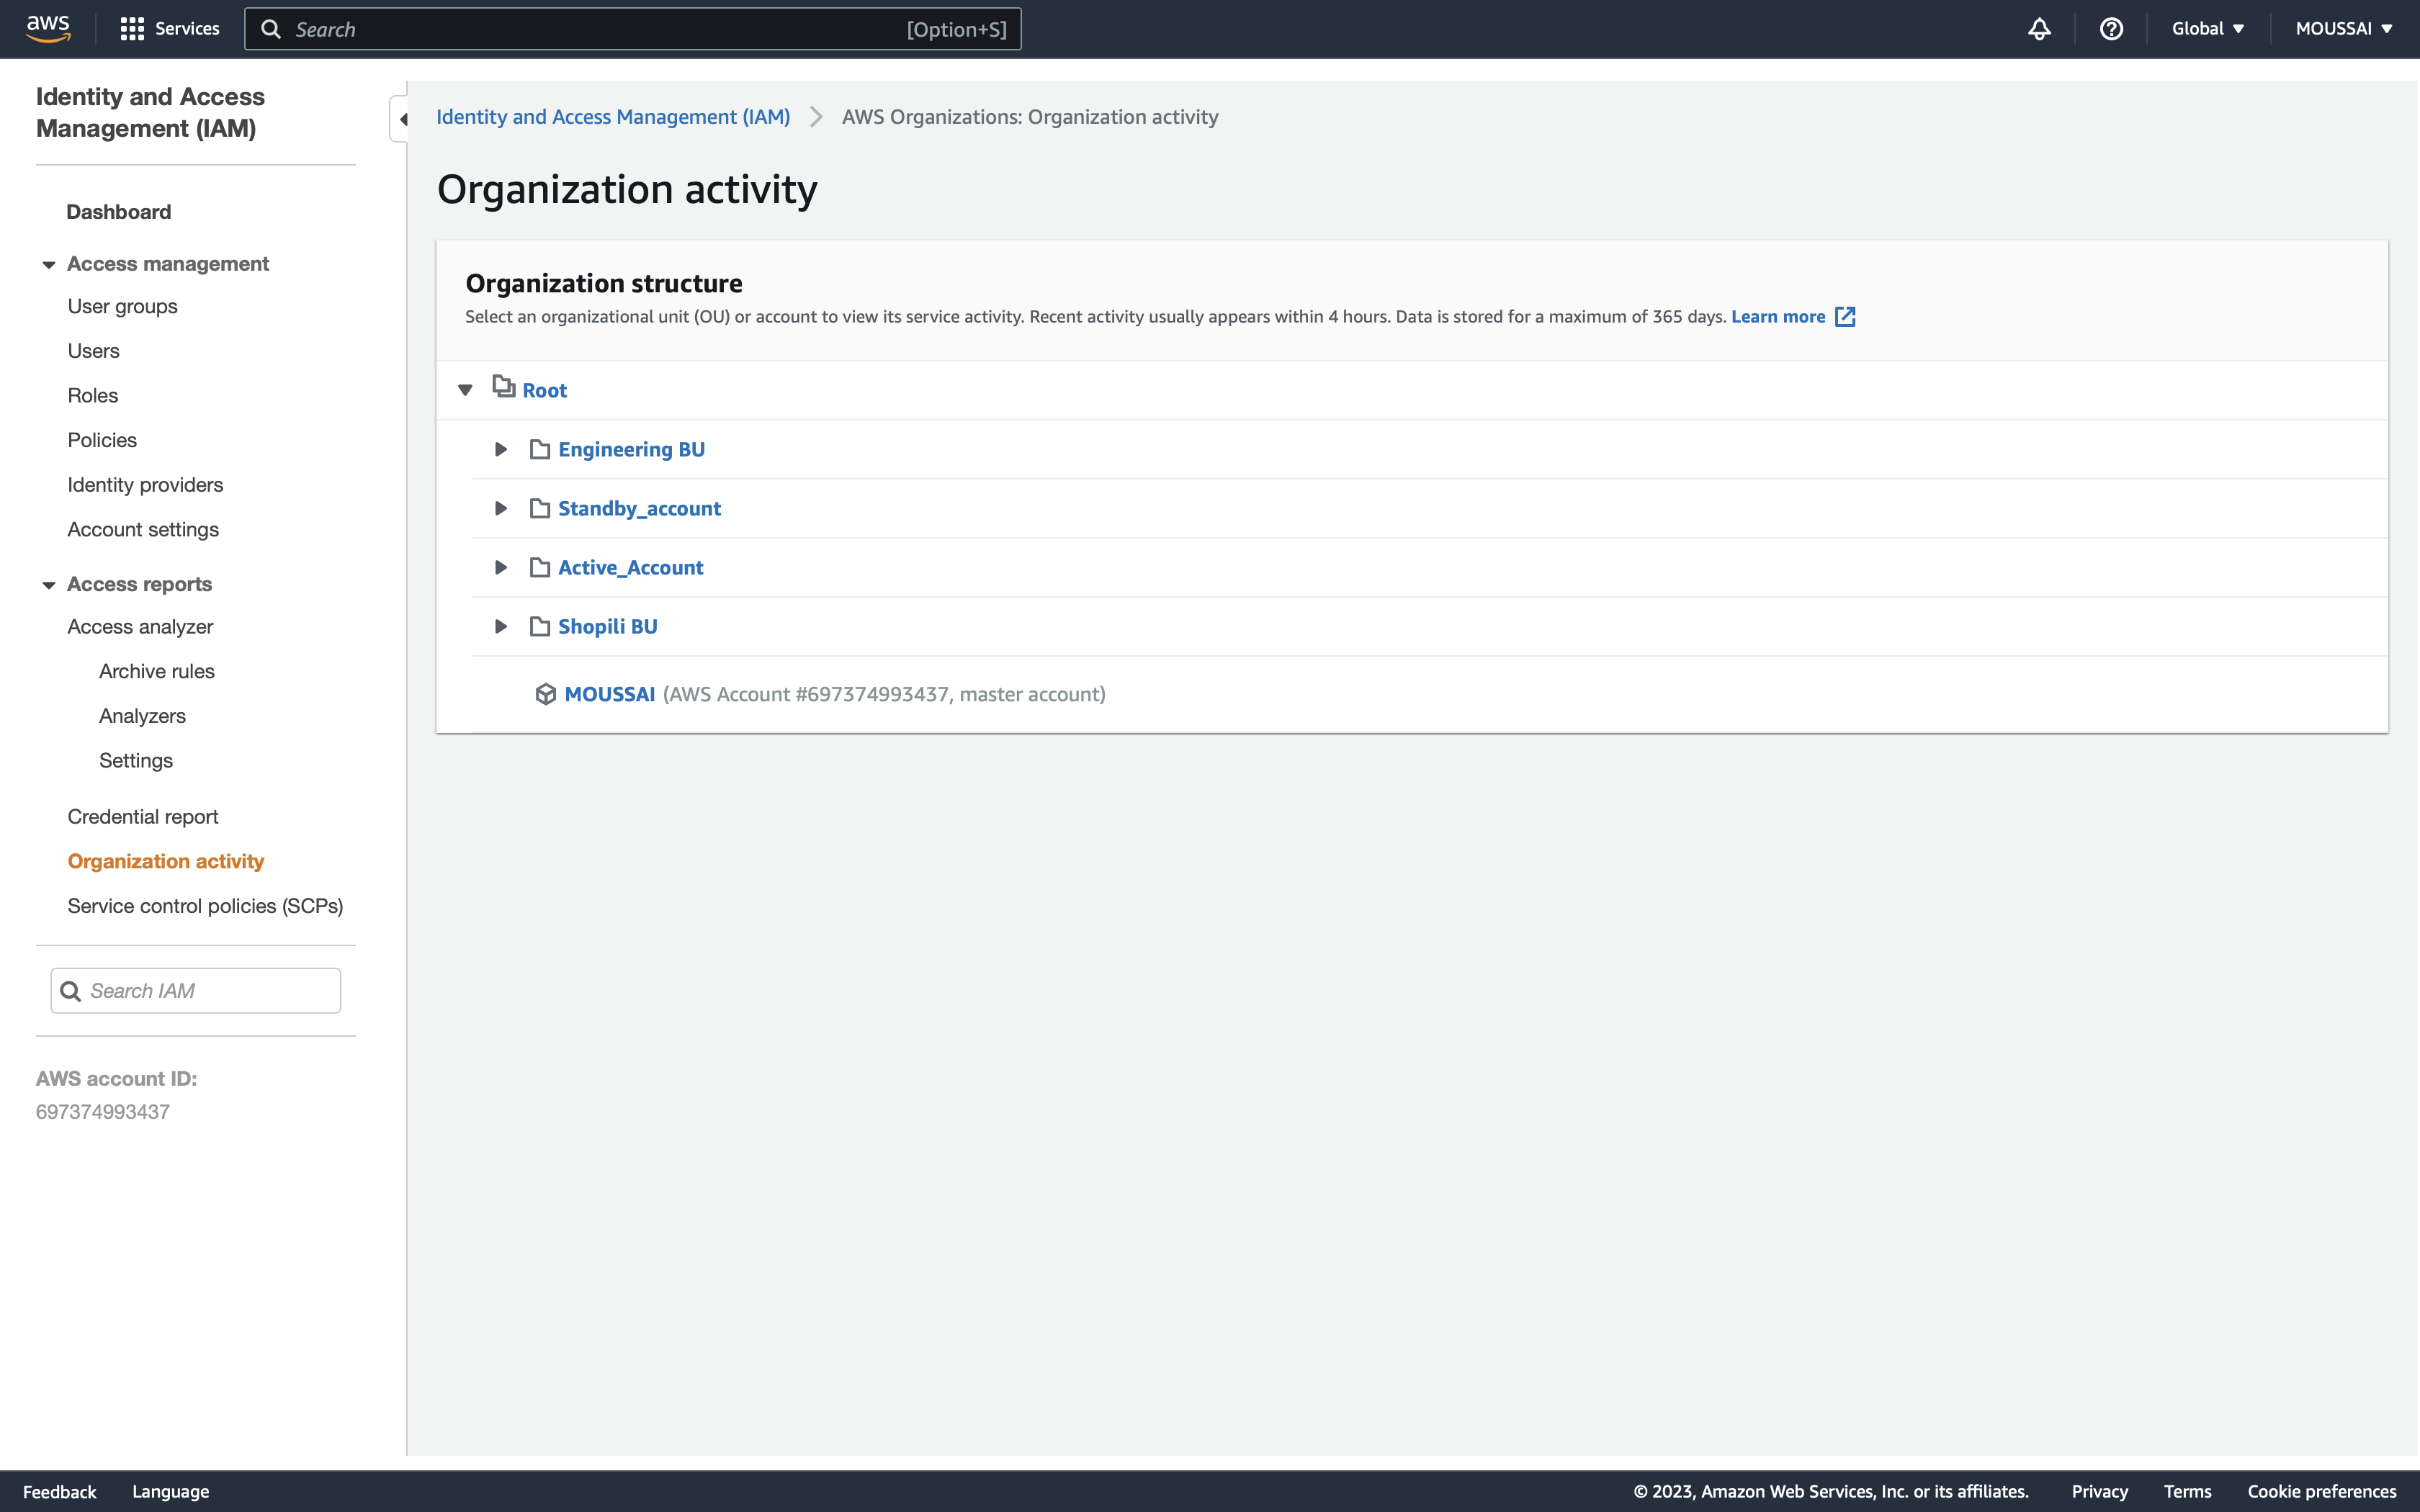 aws
Services
Search
[Option+S]
Global
MOUSSAI
Identity and Access
Management (IAM)
Dashboard
Access management
User groups
Users
Roles
Policies
Identity providers
Account settings
Access reports
Access analyzer
Archive rules
Analyzers
Settings
Credential report
Organization activity
Service control policies (SCPs)
Search IAM
AWS account ID:
697374993437
Identity and Access Management (IAM)
AWS Organizations: Organization activity
Organization activity
Organization structure
Select an organizational unit (OU) or account to view its service activity. Recent activity usually appears within 4 hours. Data is stored for a maximum of 365 days. Learn more
Root
Engineering BU
Standby_account
Active_Account
Shopili BU
MOUSSAI (AWS Account #697374993437, master account)
Feedback
Language
© 2023, Amazon Web Services, Inc. or its affiliates.
Privacy
Terms
Cookie preferences